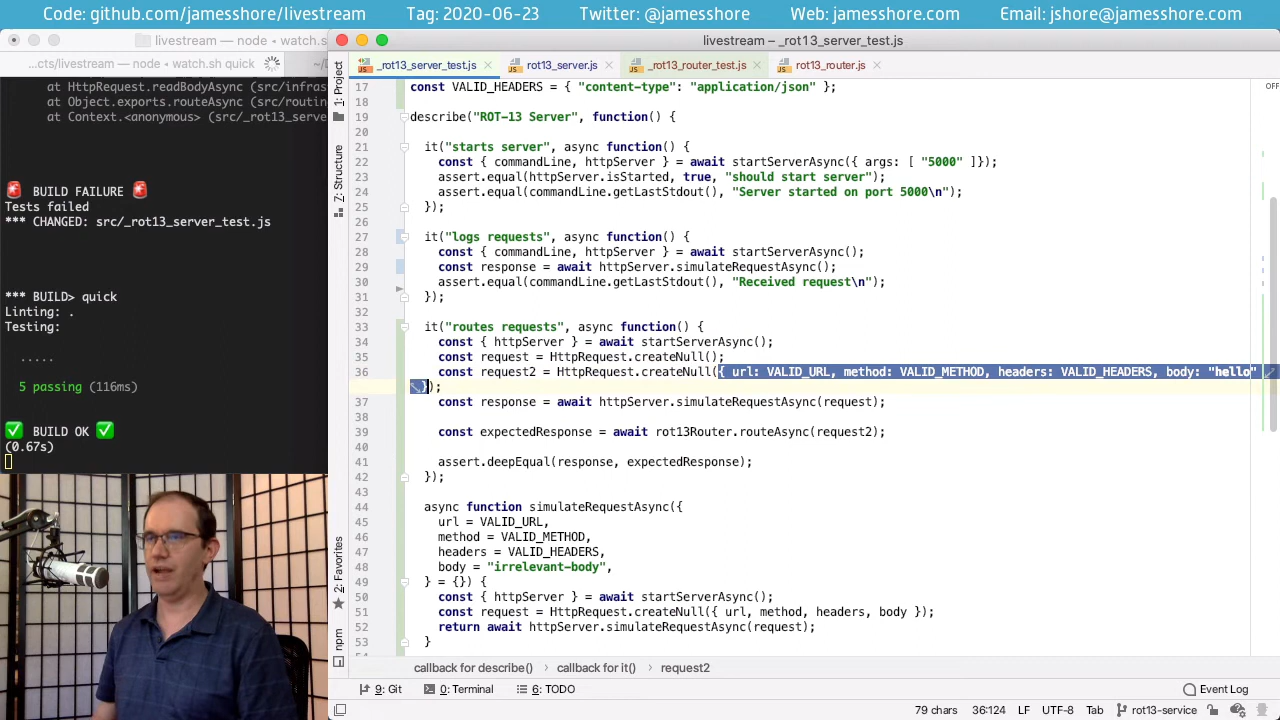 Code: github.com/jamesshore/livestream Tag: 2020-06-23 Twitter: @jamesshore Web: jamesshore.com Email: jshore@jamesshore.com
livestream — node ◂ watch.s
livestream – _rot13_server_test.js
...cts/livestream — node ◂ watch.sh quick
_rot13_server_test.js rot13_server.js _rot13_router_test.js rot13_router.js
at HttpRequest.readBodyAsync (src/infras
at Object.exports.routeAsync (src/routin
at Context.<anonymous> (src/_rot13_serve
🚨 BUILD FAILURE 🚨
Tests failed
*** CHANGED: src/_rot13_server_test.js
*** BUILD> quick
Linting: .
Testing:
.....
5 passing (116ms)
✅ BUILD OK ✅
(0.67s)
1: Project
7: Structure
2: Favorites
npm
OFF
17 const VALID_HEADERS = { "content-type": "application/json" };
18
19 describe("ROT-13 Server", function() {
20
21 it("starts server", async function() {
22 const { commandLine, httpServer } = await startServerAsync({ args: [ "5000" ]});
23 assert.equal(httpServer.isStarted, true, "should start server");
24 assert.equal(commandLine.getLastStdout(), "Server started on port 5000\n");
25 });
26
27 it("logs requests", async function() {
28 const { commandLine, httpServer } = await startServerAsync();
29 const response = await httpServer.simulateRequestAsync();
30 assert.equal(commandLine.getLastStdout(), "Received request\n");
31 });
32
33 it("routes requests", async function() {
34 const { httpServer } = await startServerAsync();
35 const request = HttpRequest.createNull();
36 const request2 = HttpRequest.createNull({ url: VALID_URL, method: VALID_METHOD, headers: VALID_HEADERS, body: "hello"
});
37 const response = await httpServer.simulateRequestAsync(request);
38
39 const expectedResponse = await rot13Router.routeAsync(request2);
40
41 assert.deepEqual(response, expectedResponse);
42 });
43
44 async function simulateRequestAsync({
45 url = VALID_URL,
46 method = VALID_METHOD,
47 headers = VALID_HEADERS,
48 body = "irrelevant-body",
49 } = {}) {
50 const { httpServer } = await startServerAsync();
51 const request = HttpRequest.createNull({ url, method, headers, body });
52 return await httpServer.simulateRequestAsync(request);
53 }
callback for describe() › callback for it() › request2
9: Git 0: Terminal 6: TODO Event Log
79 chars 36:124 LF UTF-8 Tab rot13-service